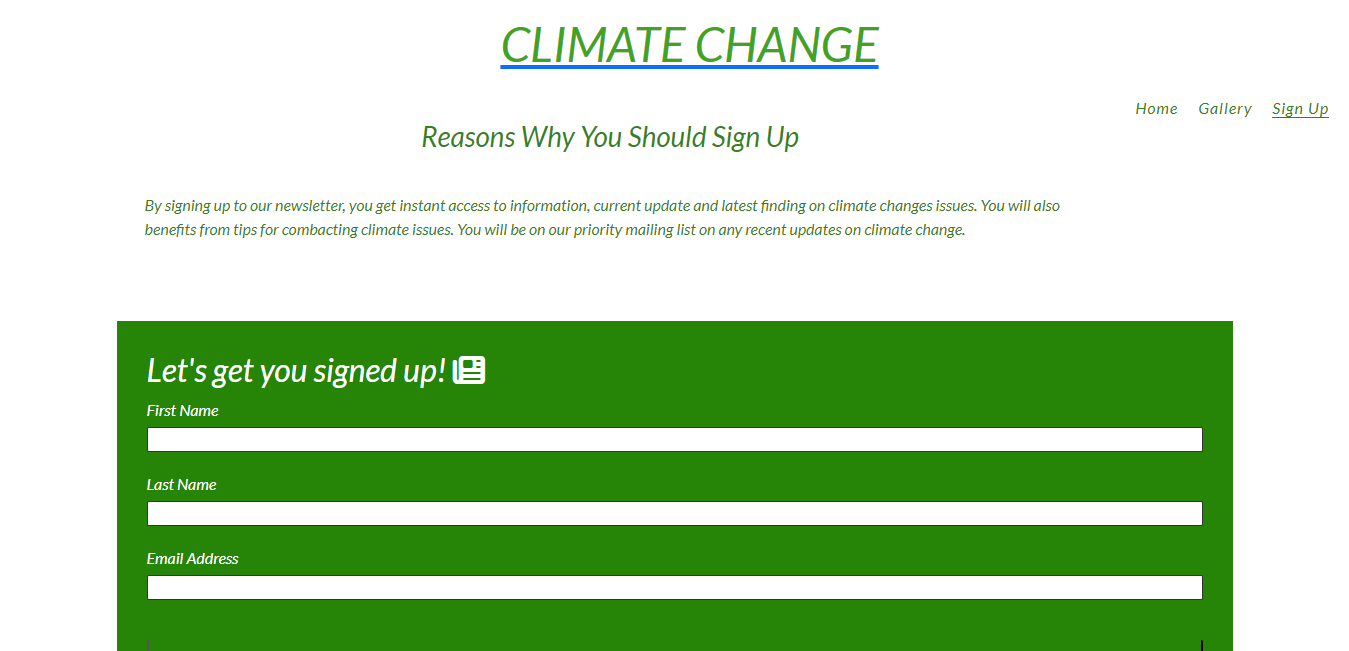 CLIMATE CHANGE
Home Gallery Sign Up
Reasons Why You Should Sign Up
By signing up to our newsletter, you get instant access to information, current update and latest finding on climate changes issues. You will also
benefits from tips for combacting climate issues. You will be on our priority mailing list on any recent updates on climate change.
Let's get you signed up!
First Name
Last Name
Email Address